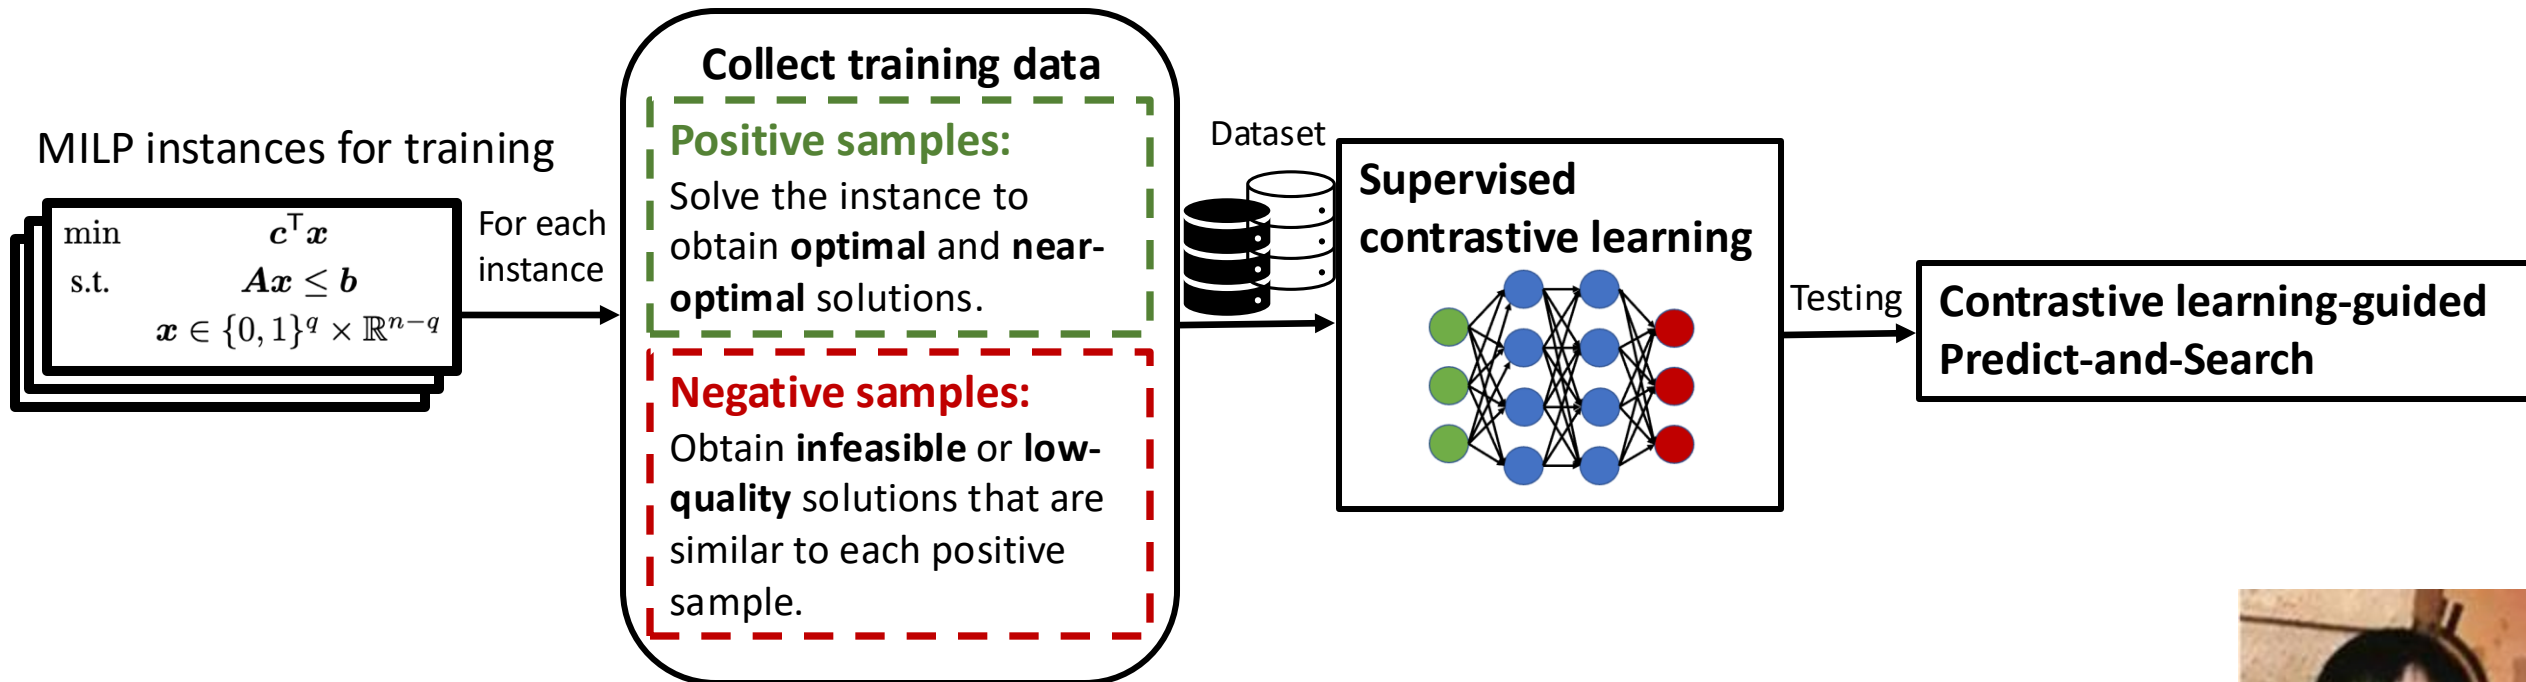 MILP instances for training
min c⊤x
s.t. Ax ≤ b
x ∈ {0, 1}^q × ℝ^{n−q}
For each
instance
Collect training data
Positive samples:
Solve the instance to
obtain optimal and near-
optimal solutions.
Negative samples:
Obtain infeasible or low-
quality solutions that are
similar to each positive
sample.
Dataset
Supervised
contrastive learning
Testing
Contrastive learning-guided
Predict-and-Search